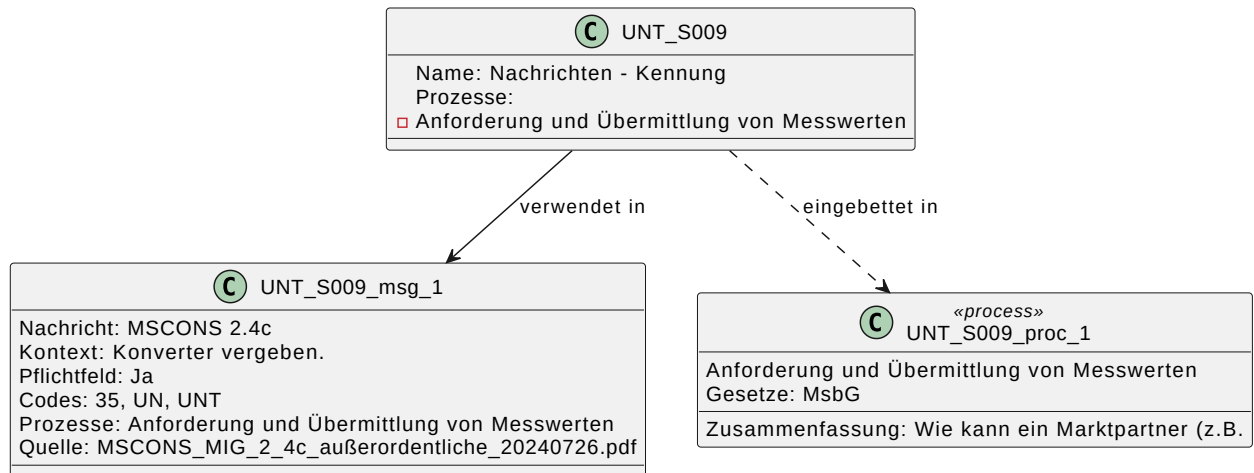 C UNT_S009
Name: Nachrichten - Kennung
Prozesse:
Anforderung und Übermittlung von Messwerten
verwendet in
eingebettet in
C UNT_S009_msg_1
Nachricht: MSCONS 2.4c
Kontext: Konverter vergeben.
Pflichtfeld: Ja
Codes: 35, UN, UNT
Prozesse: Anforderung und Übermittlung von Messwerten
Quelle: MSCONS_MIG_2_4c_außerordentliche_20240726.pdf
C «process»
UNT_S009_proc_1
Anforderung und Übermittlung von Messwerten
Gesetze: MsbG
Zusammenfassung: Wie kann ein Marktpartner (z.B.